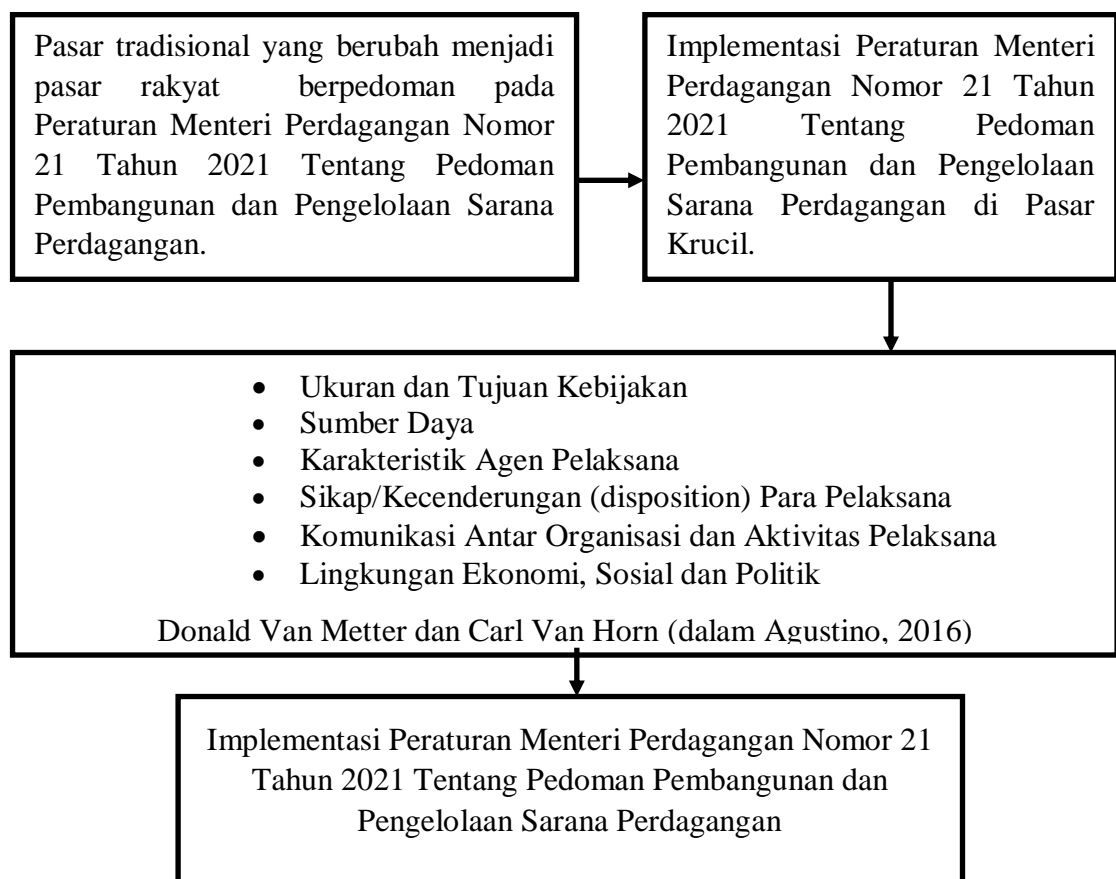 Pasar tradisional yang berubah menjadi
pasar rakyat berpedoman pada
Peraturan Menteri Perdagangan Nomor
21 Tahun 2021 Tentang Pedoman
Pembangunan dan Pengelolaan Sarana
Perdagangan.
Implementasi Peraturan Menteri
Perdagangan Nomor 21 Tahun
2021 Tentang Pedoman
Pembangunan dan Pengelolaan
Sarana Perdagangan di Pasar
Krucil.
• Ukuran dan Tujuan Kebijakan
• Sumber Daya
• Karakteristik Agen Pelaksana
• Sikap/Kecenderungan (disposition) Para Pelaksana
• Komunikasi Antar Organisasi dan Aktivitas Pelaksana
• Lingkungan Ekonomi, Sosial dan Politik
Donald Van Metter dan Carl Van Horn (dalam Agustino, 2016)
Implementasi Peraturan Menteri Perdagangan Nomor 21
Tahun 2021 Tentang Pedoman Pembangunan dan
Pengelolaan Sarana Perdagangan